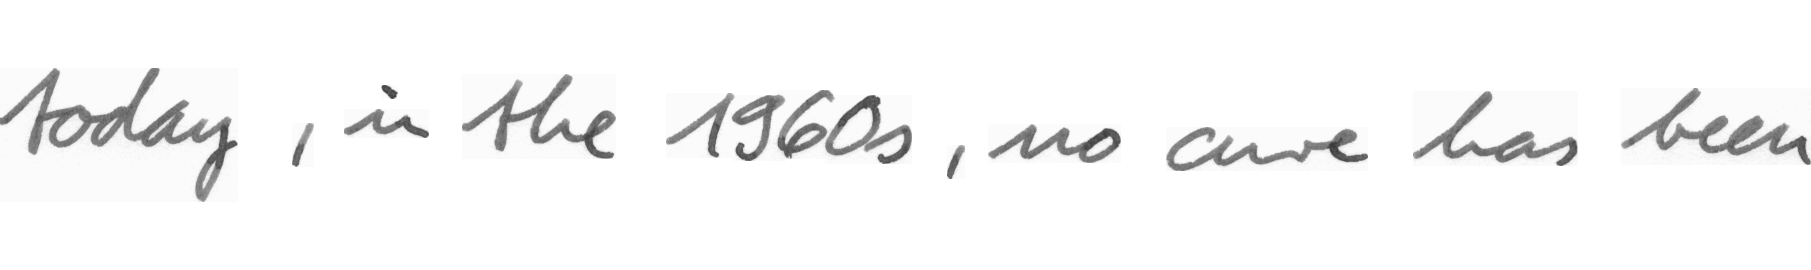 today, in the 1960s, no cure has been